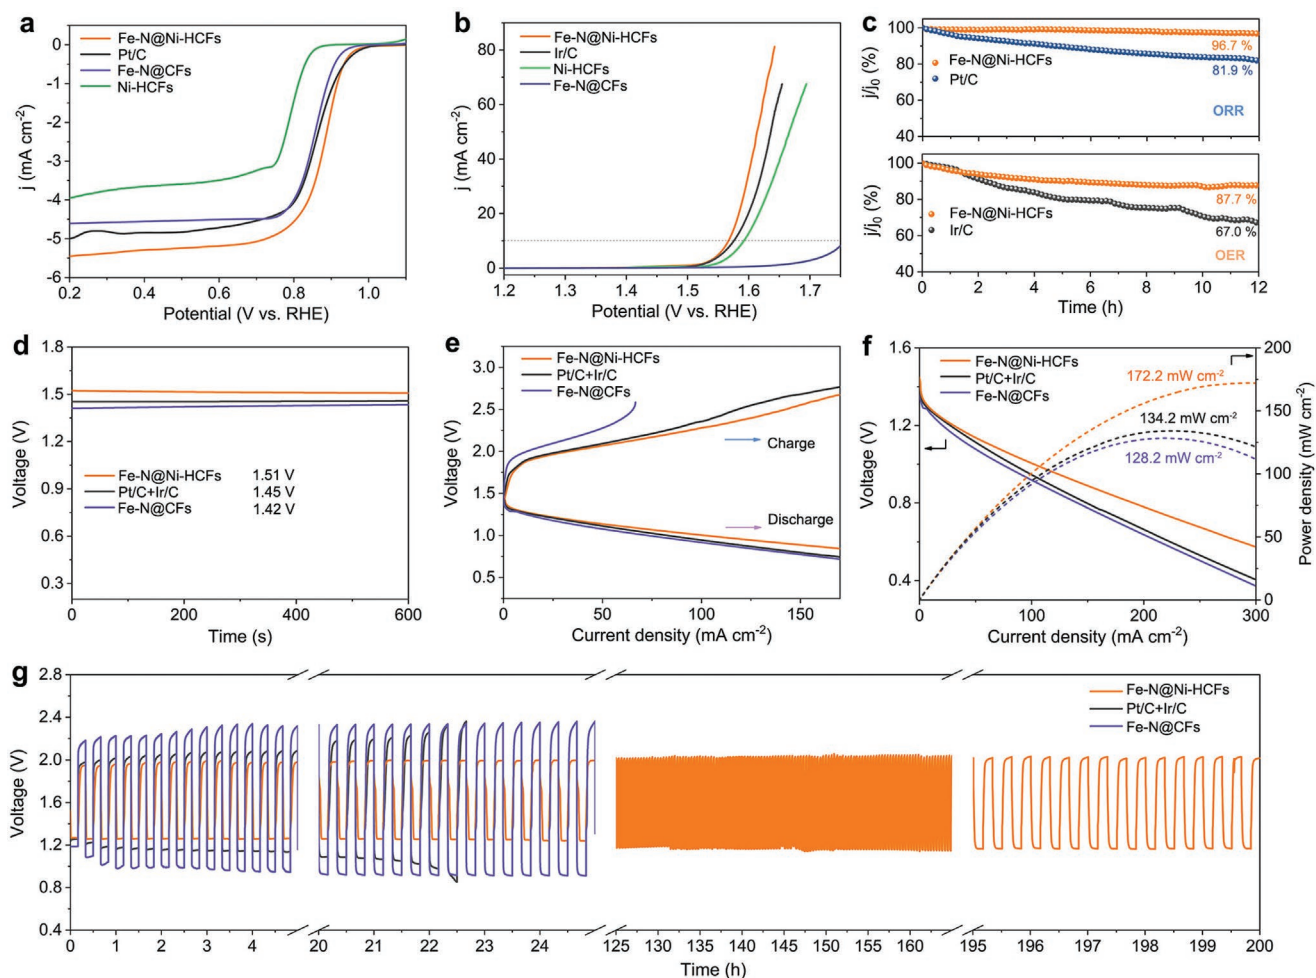 a
Fe-N@Ni-HCFs
Pt/C
Fe-N@CFs
Ni-HCFs
j (mA cm-2)
0
-1
-2
-3
-4
-5
-6
0.2 0.4 0.6 0.8 1.0
Potential (V vs. RHE)
b
Fe-N@Ni-HCFs
Ir/C
Ni-HCFs
Fe-N@CFs
j (mA cm-2)
80
60
40
20
0
1.2 1.3 1.4 1.5 1.6 1.7
Potential (V vs. RHE)
c
j/j0 (%)
100
80
60
40
96.7 %
Fe-N@Ni-HCFs
81.9 %
Pt/C
ORR
j/j0 (%)
100
80
60
40
87.7 %
Fe-N@Ni-HCFs
Ir/C
67.0 %
OER
0 2 4 6 8 10 12
Time (h)
d
Voltage (V)
1.8
1.5
1.2
0.9
0.6
0.3
Fe-N@Ni-HCFs 1.51 V
Pt/C+Ir/C 1.45 V
Fe-N@CFs 1.42 V
0 200 400 600
Time (s)
e
Voltage (V)
3.0
2.5
2.0
1.5
1.0
0.5
Fe-N@Ni-HCFs
Pt/C+Ir/C
Fe-N@CFs
Charge
Discharge
0 50 100 150
Current density (mA cm-2)
f
Voltage (V)
1.6
1.2
0.8
0.4
Fe-N@Ni-HCFs
Pt/C+Ir/C
Fe-N@CFs
172.2 mW cm-2
134.2 mW cm-2
128.2 mW cm-2
200
150
100
50
0
Power density (mW cm-2)
0 100 200 300
Current density (mA cm-2)
g
Voltage (V)
2.8
2.4
2.0
1.6
1.2
0.8
0.4
Fe-N@Ni-HCFs
Pt/C+Ir/C
Fe-N@CFs
0 1 2 3 4 20 21 22 23 24 125 130 135 140 145 150 155 160 195 196 197 198 199 200
Time (h)